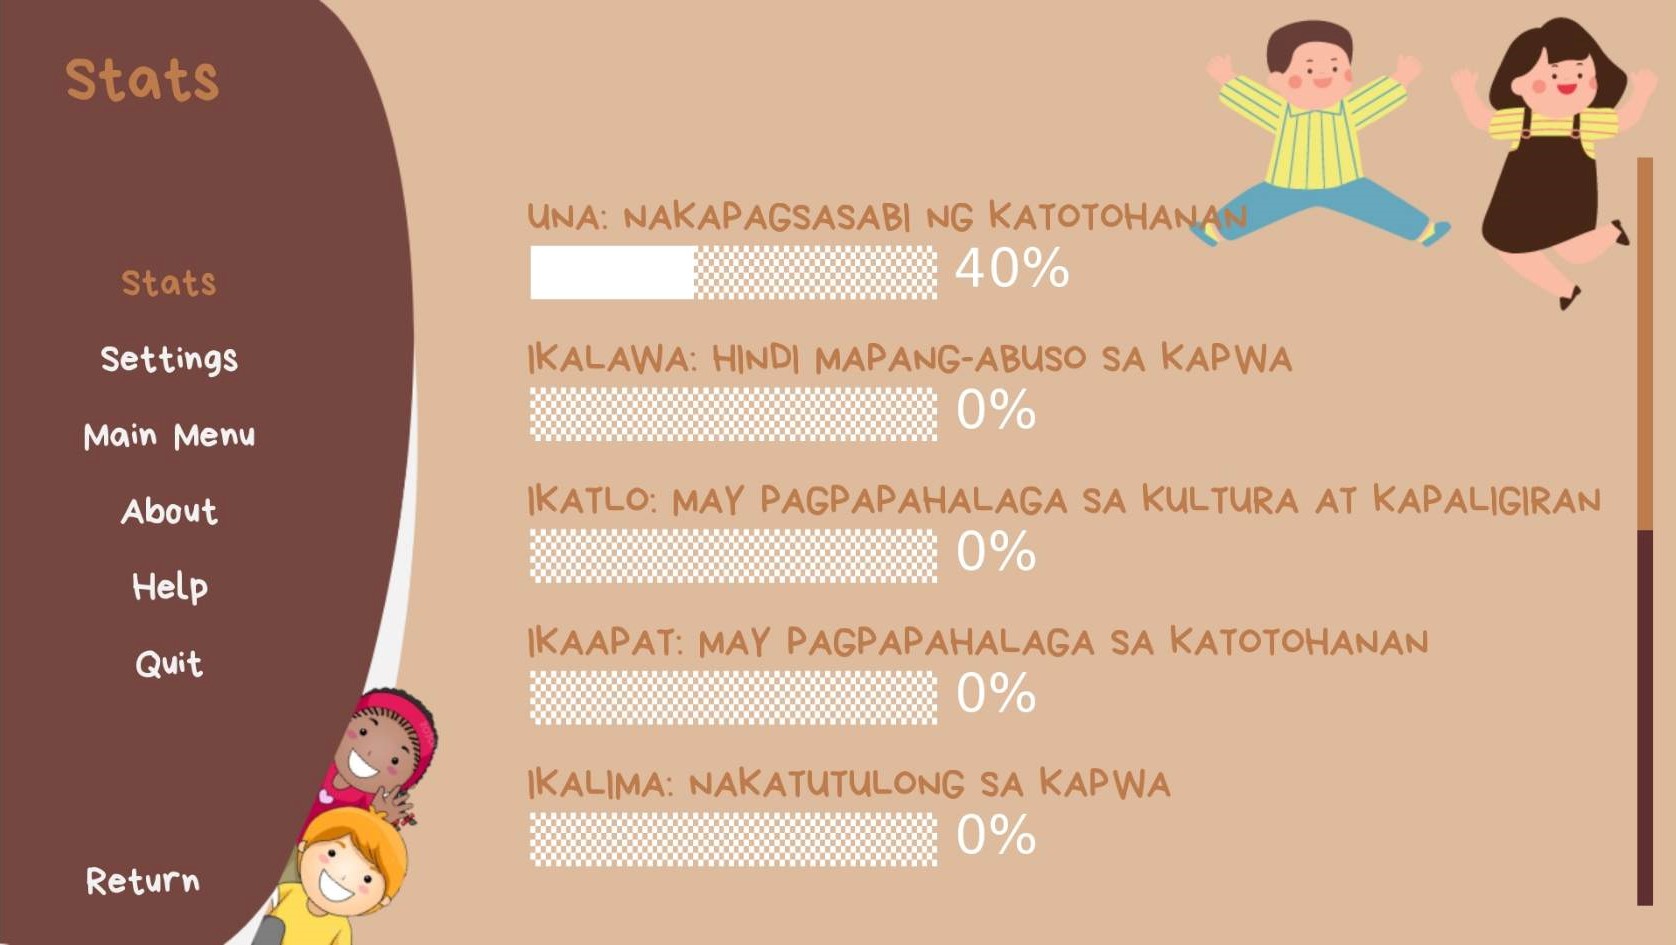 Stats
Stats
Settings
Main Menu
About
Help
Quit
Return
UNA: NAKAPAGSASABI NG KATOTOHANAN
40%
IKALAWA: HINDI MAPANG-ABUSO SA KAPWA
0%
IKATLO: MAY PAGPAPAHALAGA SA KULTURA AT KAPALIGIRAN
0%
IKAAPAT: MAY PAGPAPAHALAGA SA KATOTOHANAN
0%
IKALIMA: NAKATUTULONG SA KAPWA
0%